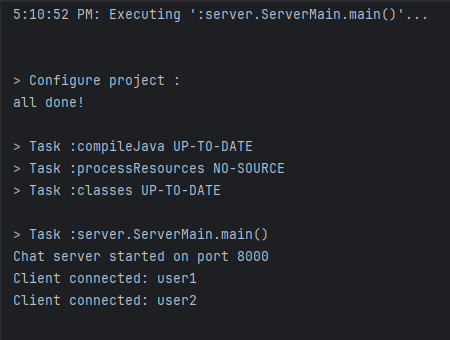 5:10:52 PM: Executing ':server.ServerMain.main()'...
> Configure project :
all done!
> Task :compileJava UP-TO-DATE
> Task :processResources NO-SOURCE
> Task :classes UP-TO-DATE
> Task :server.ServerMain.main()
Chat server started on port 8000
Client connected: user1
Client connected: user2